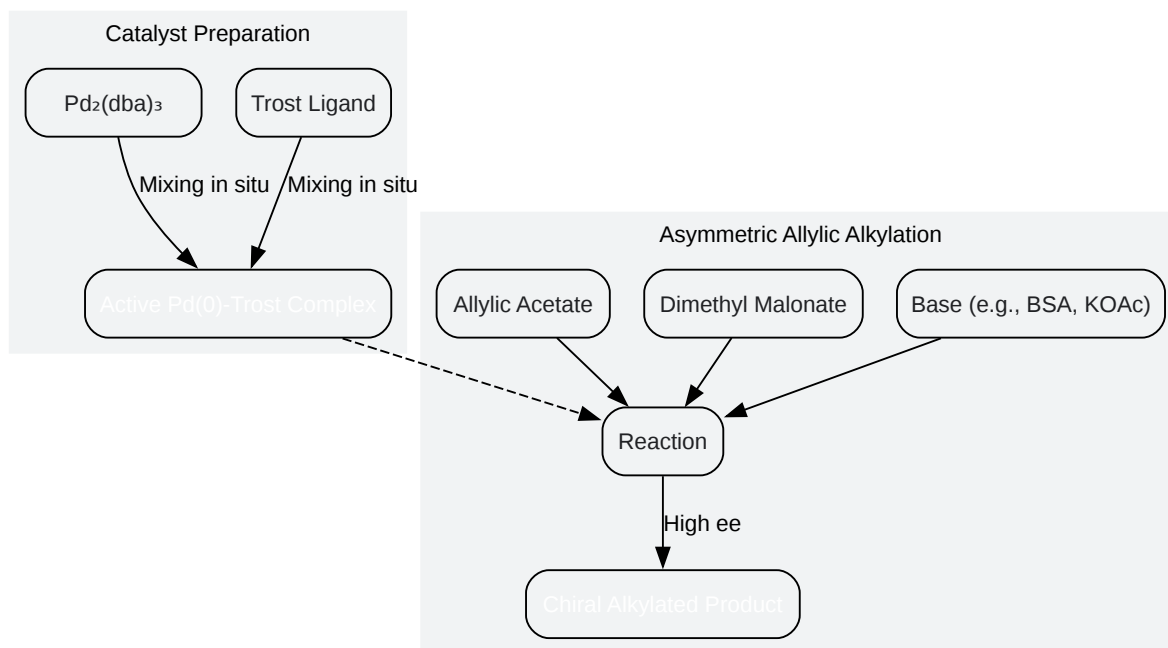 Catalyst Preparation
Pd₂(dba)₃
Trost Ligand
Mixing in situ
Mixing in situ
Active Pd(0)-Trost Complex
Asymmetric Allylic Alkylation
Allylic Acetate
Dimethyl Malonate
Base (e.g., BSA, KOAc)
Reaction
High ee
Chiral Alkylated Product